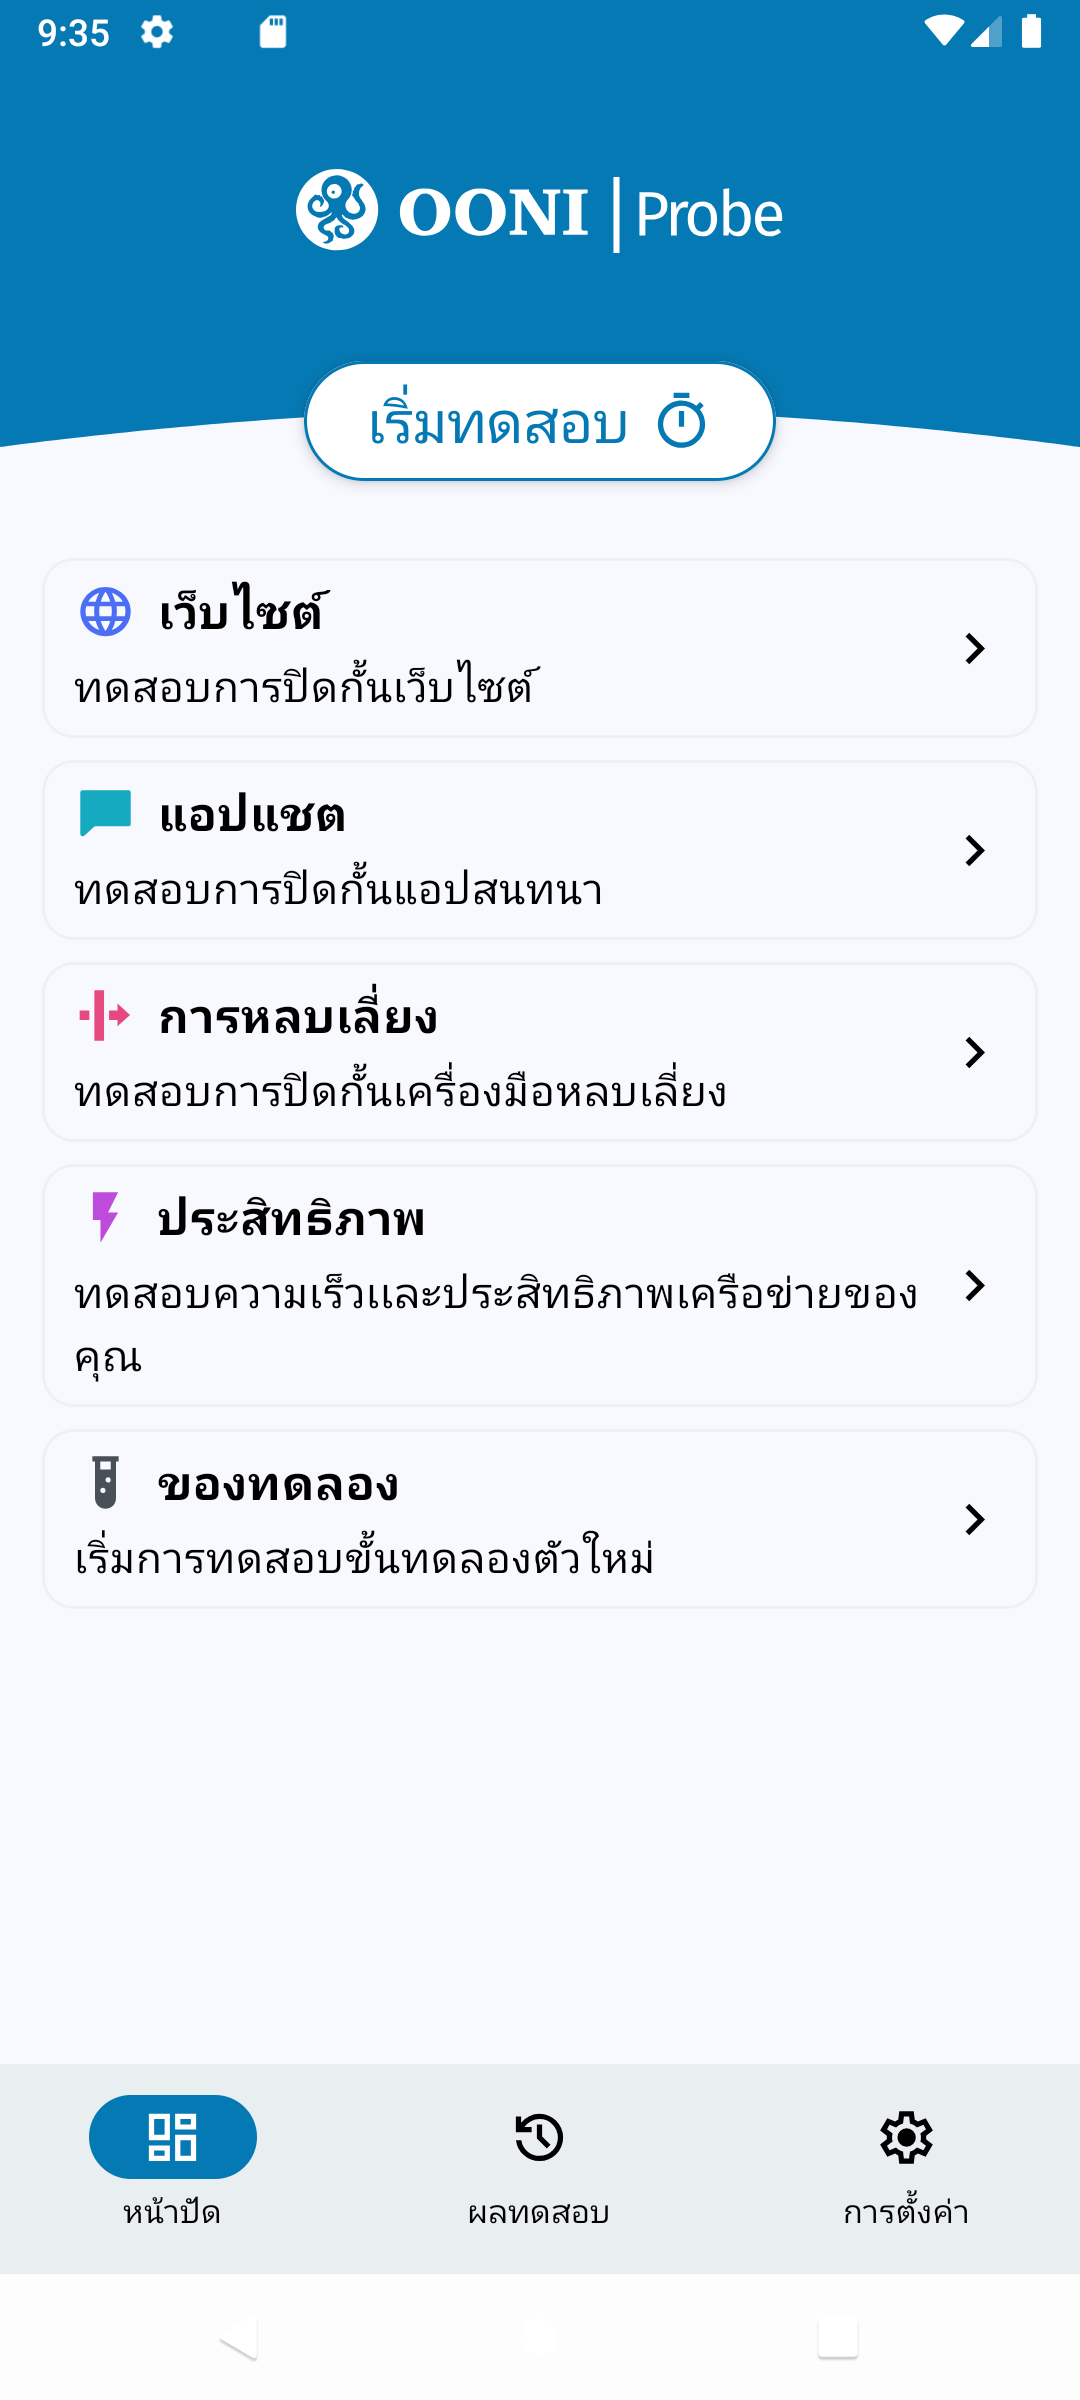 9:35
OONI | Probe
เริ่มทดสอบ
เว็บไซต์
ทดสอบการปิดกั้นเว็บไซต์
แอปแชต
ทดสอบการปิดกั้นแอปสนทนา
การหลบเลี่ยง
ทดสอบการปิดกั้นเครื่องมือหลบเลี่ยง
ประสิทธิภาพ
ทดสอบความเร็วและประสิทธิภาพเครือข่ายของ
คุณ
ของทดลอง
เริ่มการทดสอบขั้นทดลองตัวใหม่
หน้าปัด
ผลทดสอบ
การตั้งค่า